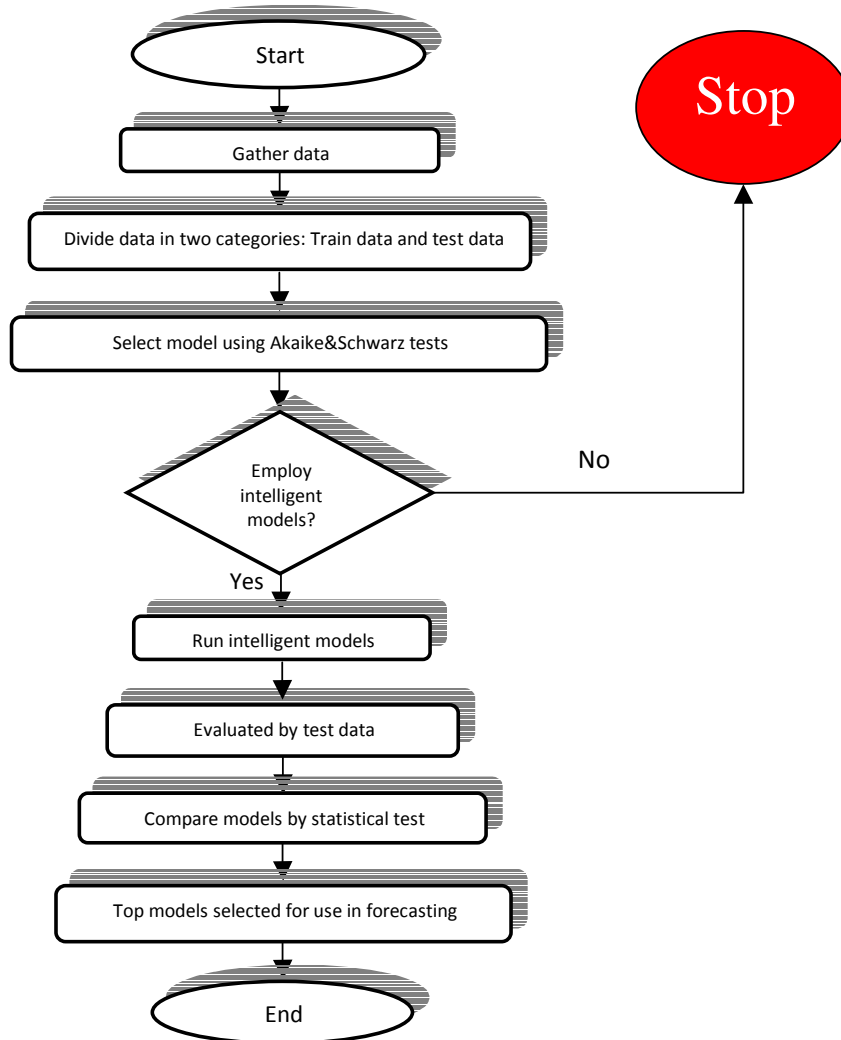 Start
Stop
Gather data
Divide data in two categories: Train data and test data
Select model using Akaike&Schwarz tests
Employ
intelligent
models?
No
Yes
Run intelligent models
Evaluated by test data
Compare models by statistical test
Top models selected for use in forecasting
End